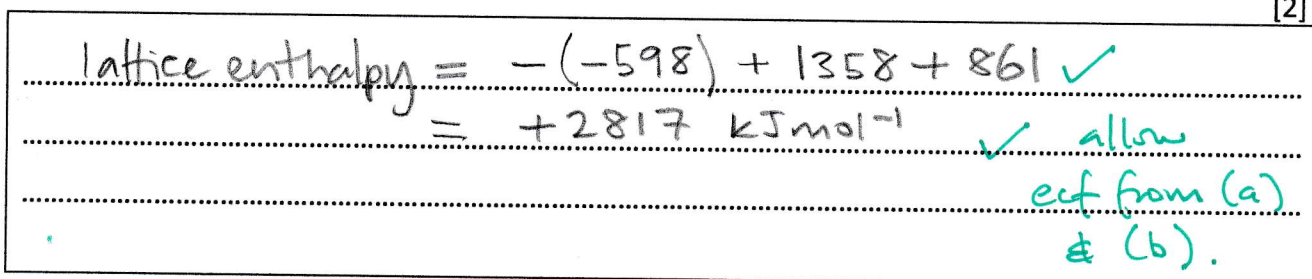 [2]
lattice enthalpy = -(-598) + 1358 + 861 ✓
= +2817 kJmol⁻¹ ✓ allow
ecf from (a)
& (b).